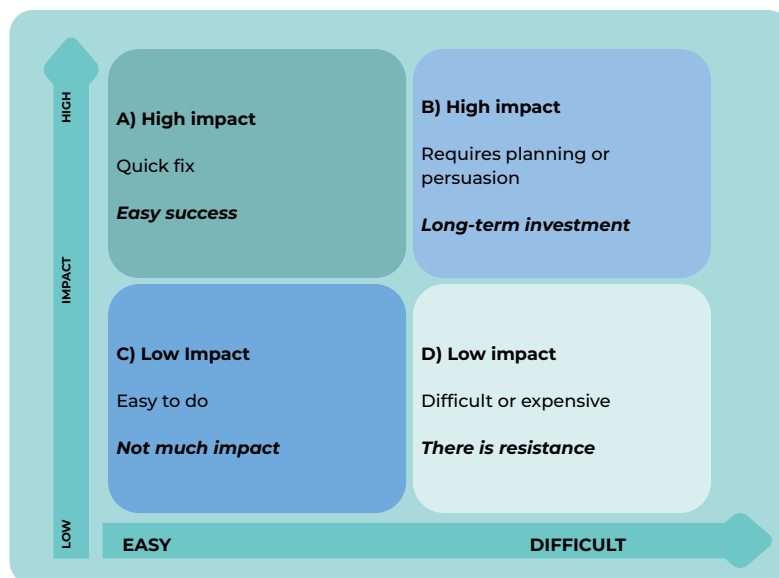 HIGH
IMPACT
LOW
A) High impact
Quick fix
Easy success
B) High impact
Requires planning or
persuasion
Long-term investment
C) Low Impact
Easy to do
Not much impact
D) Low impact
Difficult or expensive
There is resistance
EASY
DIFFICULT